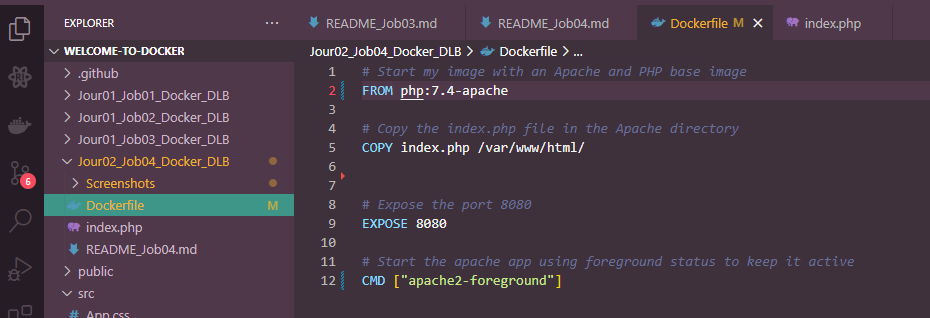 EXPLORER
README_Job03.md
README_Job04.md
Dockerfile M
index.php
WELCOME-TO-DOCKER
.github
Jour01_Job01_Docker_DLB
Jour01_Job02_Docker_DLB
Jour01_Job03_Docker_DLB
Jour02_Job04_Docker_DLB
Screenshots
Dockerfile M
index.php
README_Job04.md
public
src
App.css
6
Jour02_Job04_Docker_DLB > Dockerfile > ...
1 # Start my image with an Apache and PHP base image
2 FROM php:7.4-apache
3
4 # Copy the index.php file in the Apache directory
5 COPY index.php /var/www/html/
6
7
8 # Expose the port 8080
9 EXPOSE 8080
10
11 # Start the apache app using foreground status to keep it active
12 CMD ["apache2-foreground"]